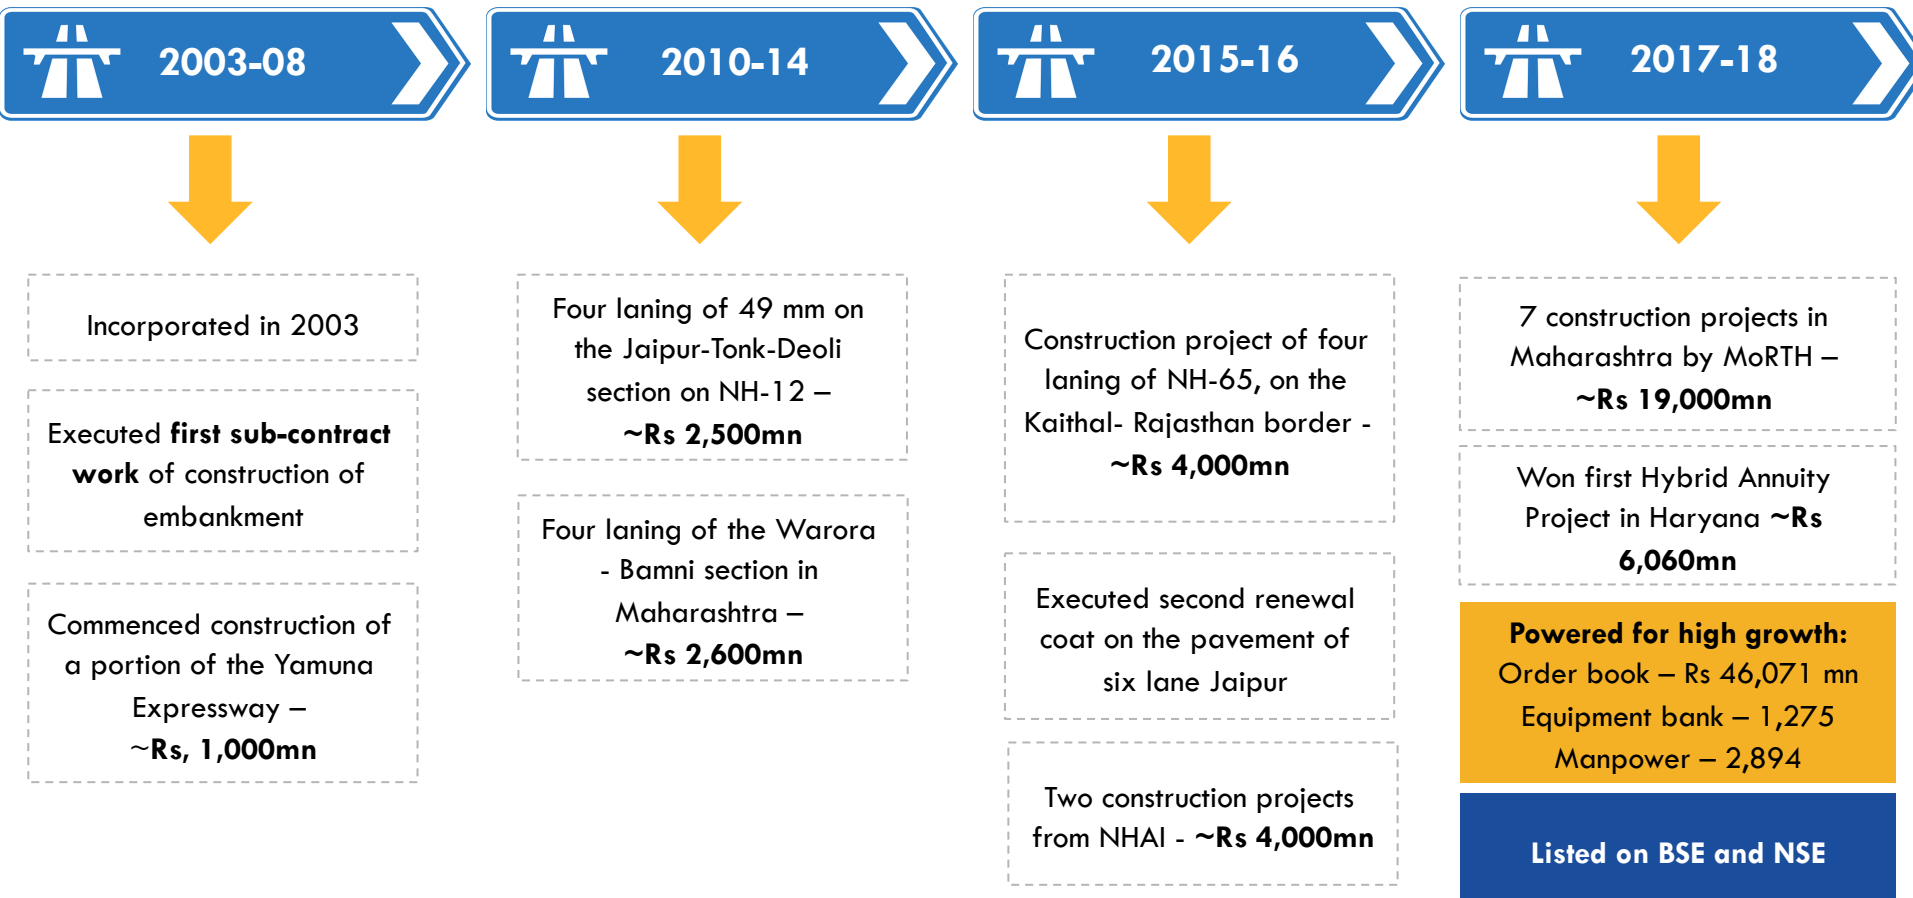 2003-08
Incorporated in 2003
Executed first sub-contract
work of construction of
embankment
Commenced construction of
a portion of the Yamuna
Expressway –
~Rs, 1,000mn
2010-14
Four laning of 49 mm on
the Jaipur-Tonk-Deoli
section on NH-12 –
~Rs 2,500mn
Four laning of the Warora
- Bamni section in
Maharashtra –
~Rs 2,600mn
2015-16
Construction project of four
laning of NH-65, on the
Kaithal- Rajasthan border -
~Rs 4,000mn
Executed second renewal
coat on the pavement of
six lane Jaipur
Two construction projects
from NHAI - ~Rs 4,000mn
2017-18
7 construction projects in
Maharashtra by MoRTH –
~Rs 19,000mn
Won first Hybrid Annuity
Project in Haryana ~Rs
6,060mn
Powered for high growth:
Order book – Rs 46,071 mn
Equipment bank – 1,275
Manpower – 2,894
Listed on BSE and NSE